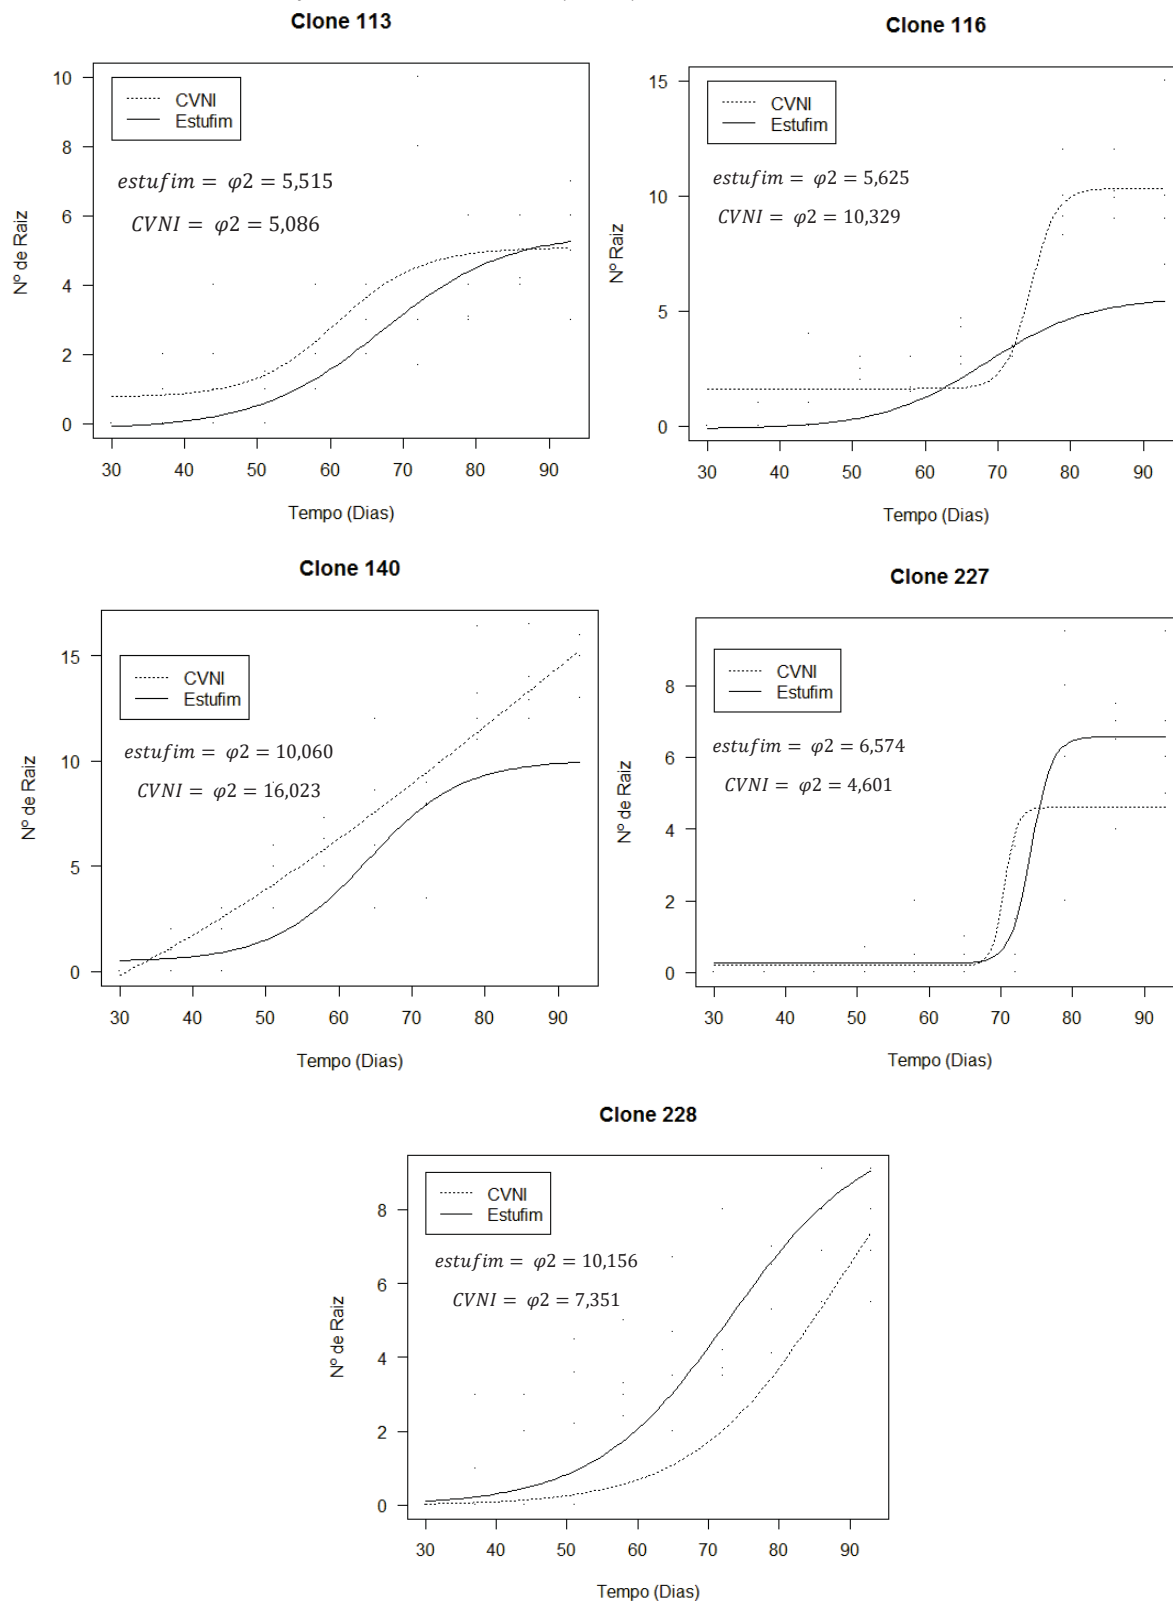 Clone 113
10
8
6
4
2
0
CVNI
Estufim
estufim = φ2 = 5,515
CVNI = φ2 = 5,086
Nº de Raiz
30 40 50 60 70 80 90
Tempo (Dias)
Clone 116
15
10
5
0
CVNI
Estufim
estufim = φ2 = 5,625
CVNI = φ2 = 10,329
Nº Raiz
30 40 50 60 70 80 90
Tempo (Dias)
Clone 140
15
10
5
0
CVNI
Estufim
estufim = φ2 = 10,060
CVNI = φ2 = 16,023
Nº de Raiz
30 40 50 60 70 80 90
Tempo (Dias)
Clone 227
8
6
4
2
0
CVNI
Estufim
estufim = φ2 = 6,574
CVNI = φ2 = 4,601
Nº de Raiz
30 40 50 60 70 80 90
Tempo (Dias)
Clone 228
8
6
4
2
0
CVNI
Estufim
estufim = φ2 = 10,156
CVNI = φ2 = 7,351
Nº de Raiz
30 40 50 60 70 80 90
Tempo (Dias)